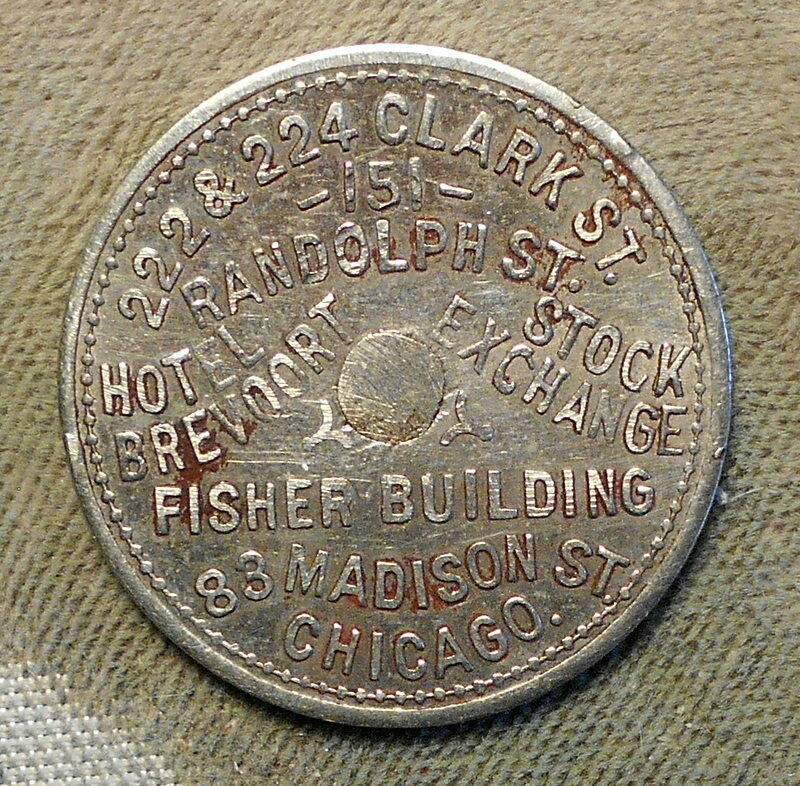 222 & 224 CLARK ST.
-151-
RANDOLPH ST.
HOTEL
BREVOORT
STOCK
EXCHANGE
FISHER BUILDING
83 MADISON ST.
CHICAGO.